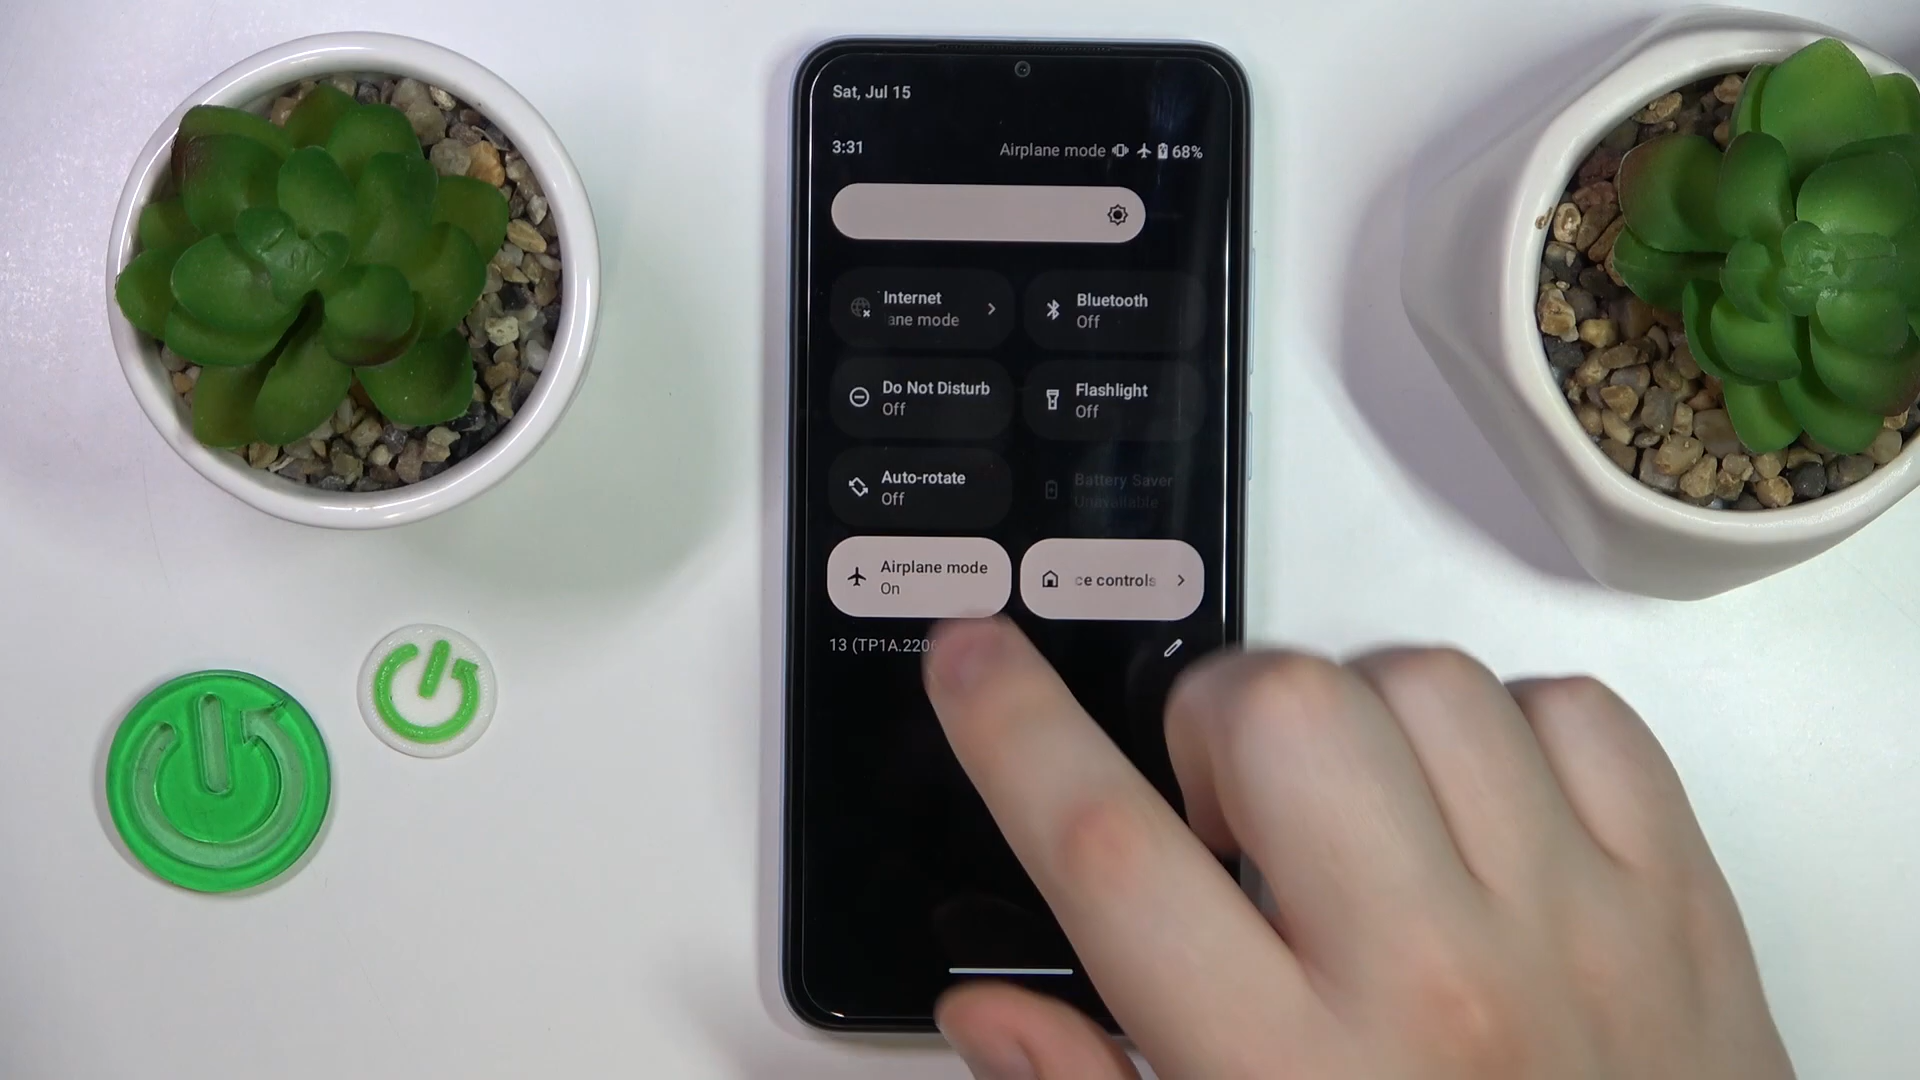 Sat, Jul 15
3:31
Airplane mode 68%
Internet
ane mode
Bluetooth
Off
Do Not Disturb
Off
Flashlight
Off
Auto-rotate
Off
Battery Saver
Unavailable
Airplane mode
On
ce controls
13 (TP1A.220